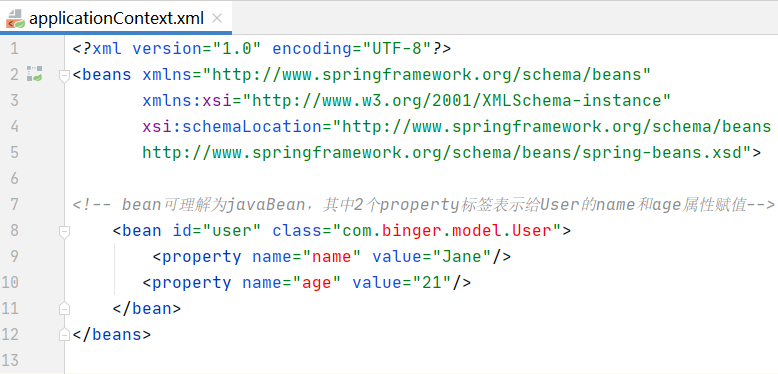 applicationContext.xml
1 <?xml version="1.0" encoding="UTF-8"?>
2 <beans xmlns="http://www.springframework.org/schema/beans"
3 xmlns:xsi="http://www.w3.org/2001/XMLSchema-instance"
4 xsi:schemaLocation="http://www.springframework.org/schema/beans
5 http://www.springframework.org/schema/beans/spring-beans.xsd">
6
7 <!-- bean可理解为javaBean，其中2个property标签表示给User的name和age属性赋值-->
8 <bean id="user" class="com.binger.model.User">
9 <property name="name" value="Jane"/>
10 <property name="age" value="21"/>
11 </bean>
12 </beans>
13